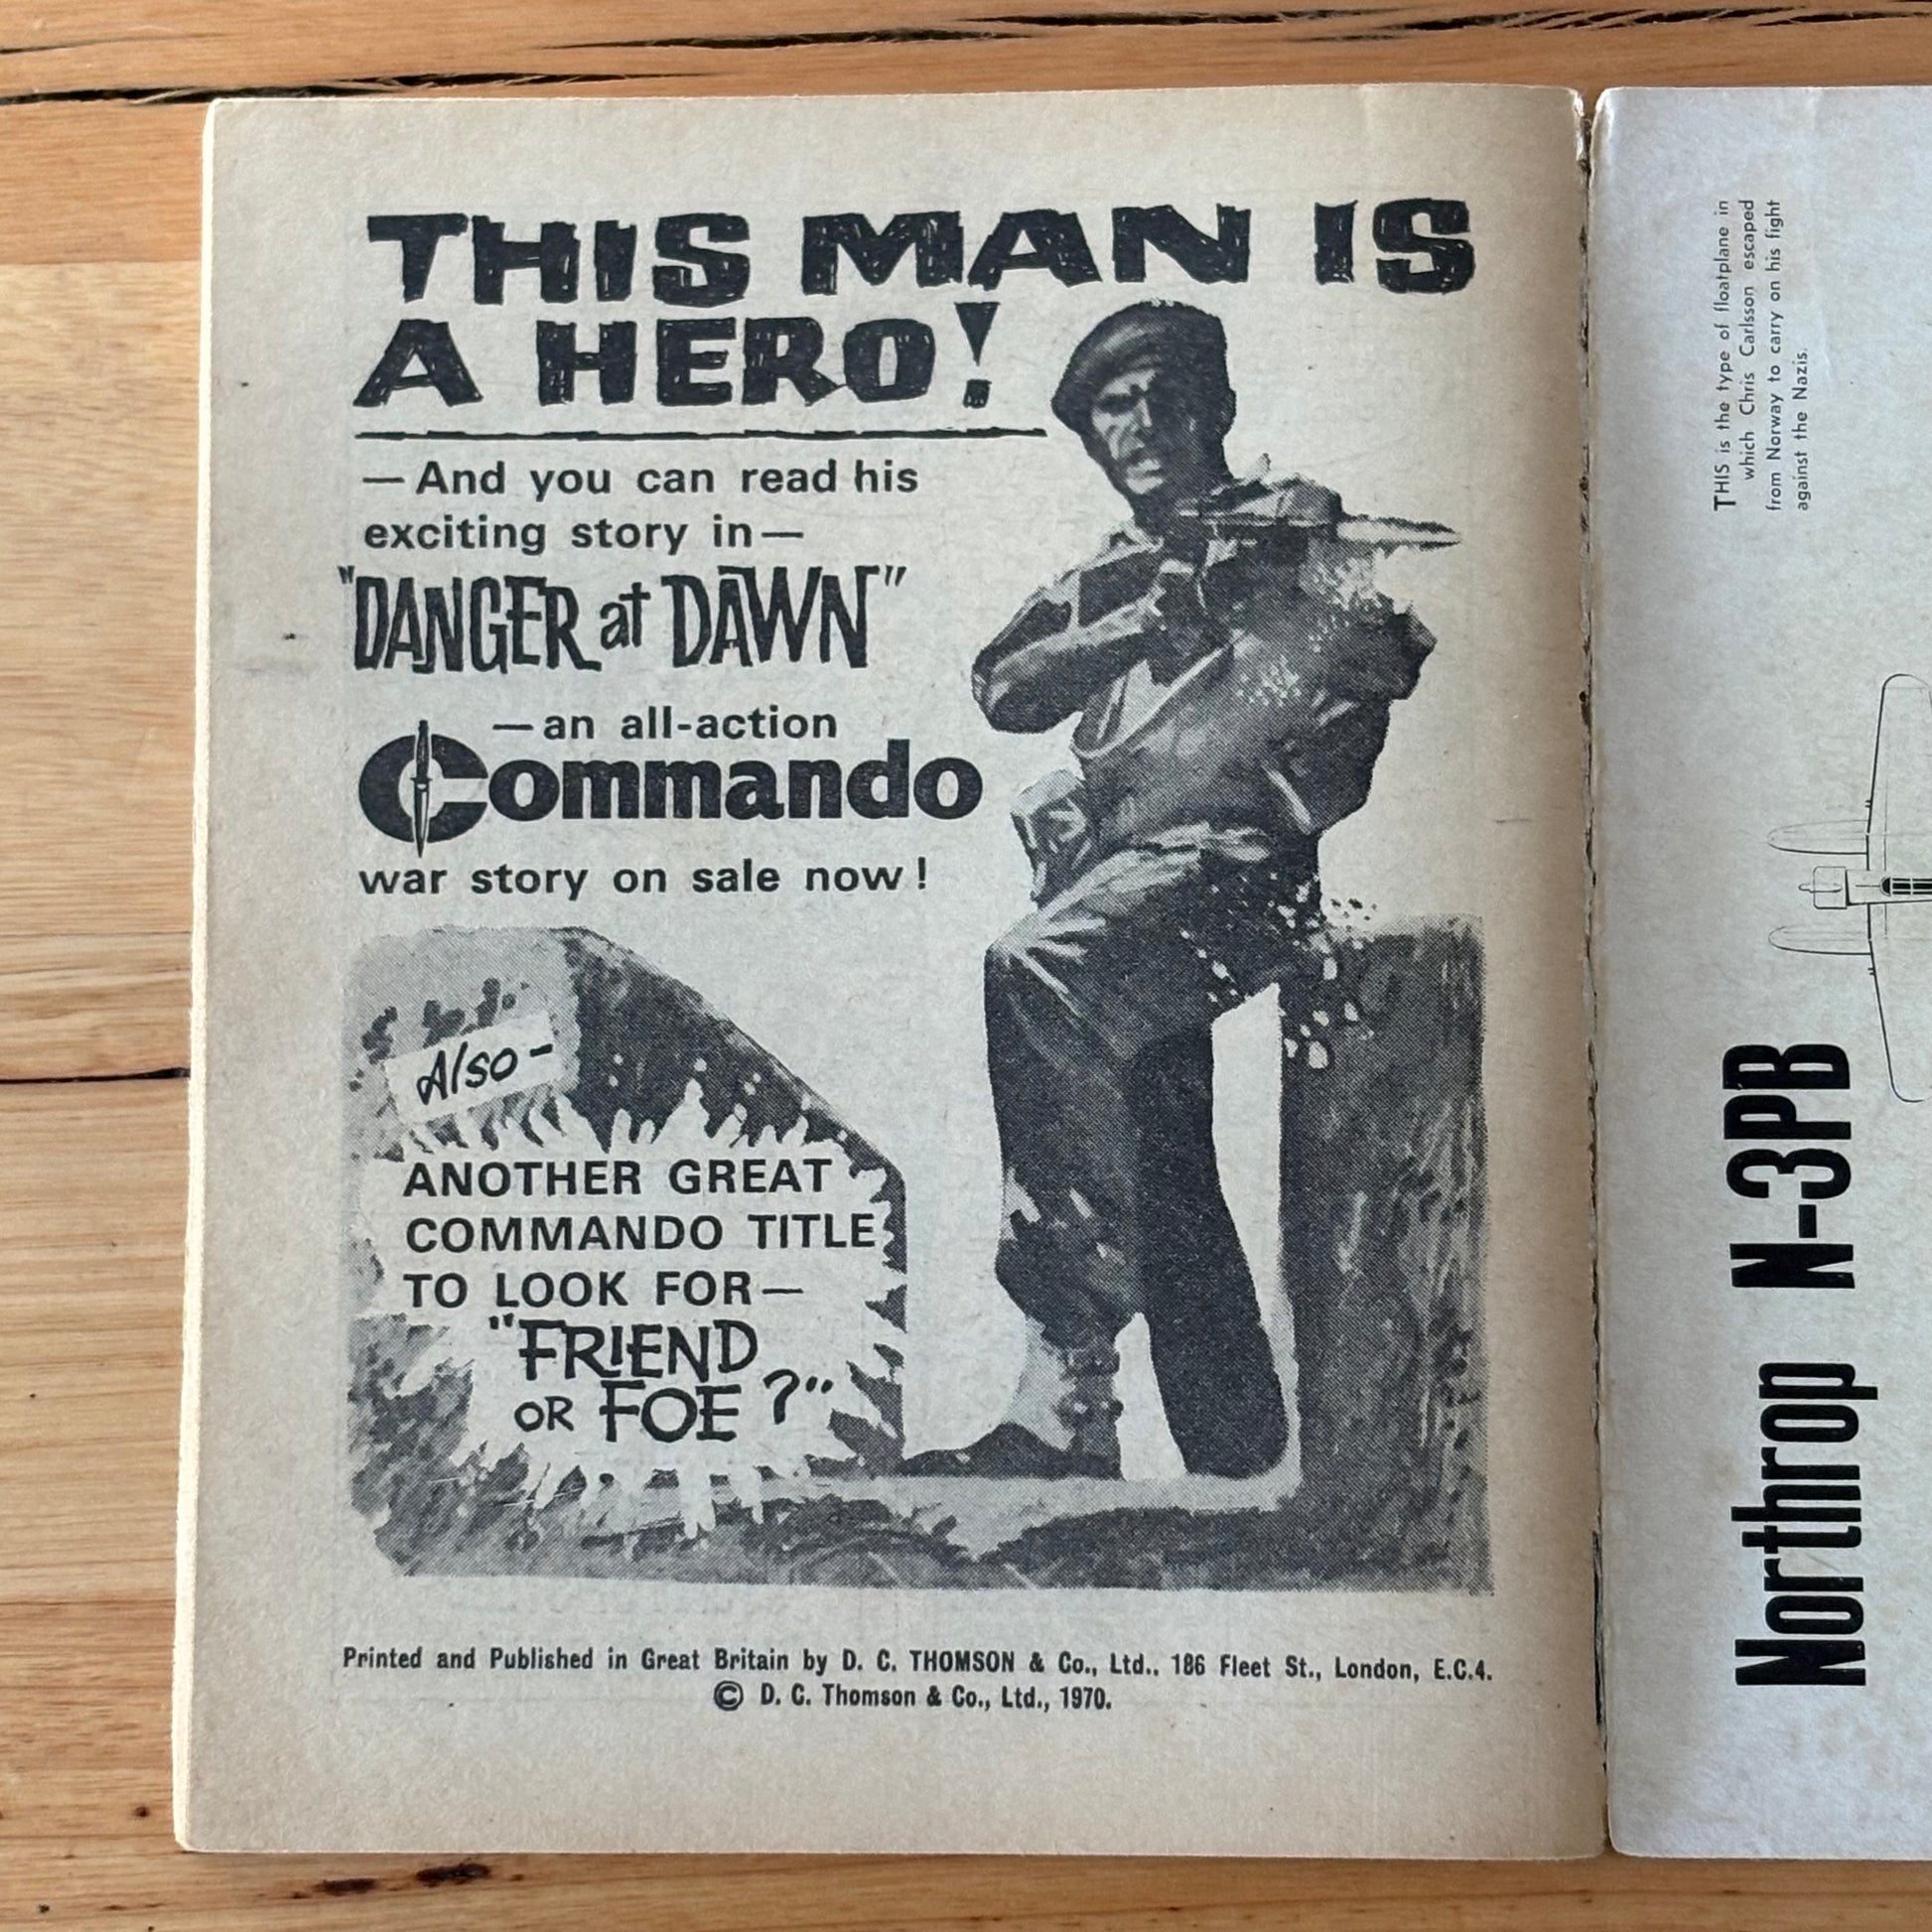 THIS MAN IS
A HERO!
—And you can read his
exciting story in—
"DANGER at DAWN"
—an all-action
Commando
war story on sale now!
Also-
ANOTHER GREAT
COMMANDO TITLE
TO LOOK FOR—
"FRIEND
OR FOE?"
Printed and Published in Great Britain by D. C. THOMSON & Co., Ltd., 186 Fleet St., London, E.C.4.
© D. C. Thomson & Co., Ltd., 1970.
THIS is the type of floatplane in
which Chris Carlsson escaped
from Norway to carry on his fight
against the Nazis.
Northrop N-3PB